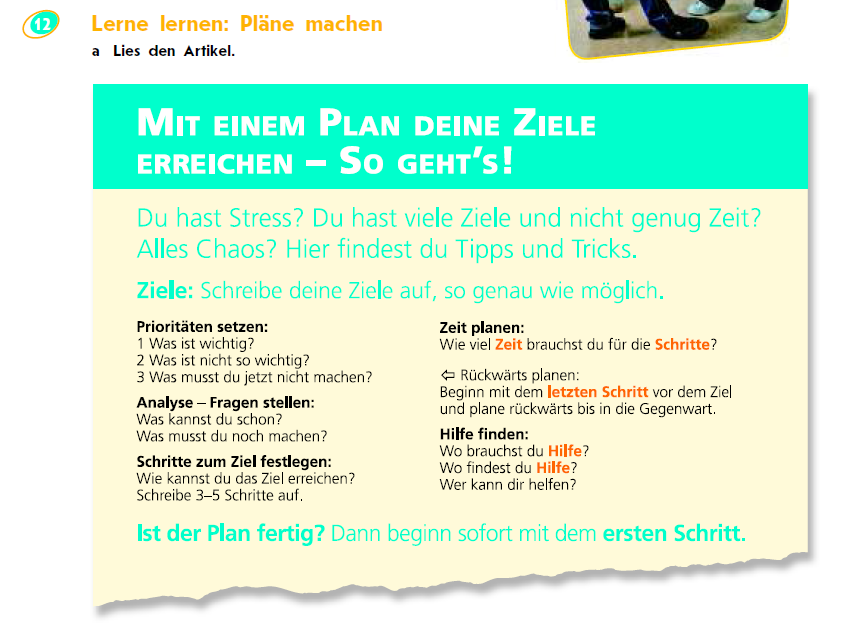 12 Lerne lernen: Pläne machen
a Lies den Artikel.
MIT EINEM PLAN DEINE ZIELE
ERREICHEN – SO GEHT'S!
Du hast Stress? Du hast viele Ziele und nicht genug Zeit?
Alles Chaos? Hier findest du Tipps und Tricks.
Ziele: Schreibe deine Ziele auf, so genau wie möglich.
Prioritäten setzen:
1 Was ist wichtig?
2 Was ist nicht so wichtig?
3 Was musst du jetzt nicht machen?
Analyse – Fragen stellen:
Was kannst du schon?
Was musst du noch machen?
Schritte zum Ziel festlegen:
Wie kannst du das Ziel erreichen?
Schreibe 3–5 Schritte auf.
Zeit planen:
Wie viel Zeit brauchst du für die Schritte?
⇦ Rückwärts planen:
Beginn mit dem letzten Schritt vor dem Ziel
und plane rückwärts bis in die Gegenwart.
Hilfe finden:
Wo brauchst du Hilfe?
Wo findest du Hilfe?
Wer kann dir helfen?
Ist der Plan fertig? Dann beginn sofort mit dem ersten Schritt.